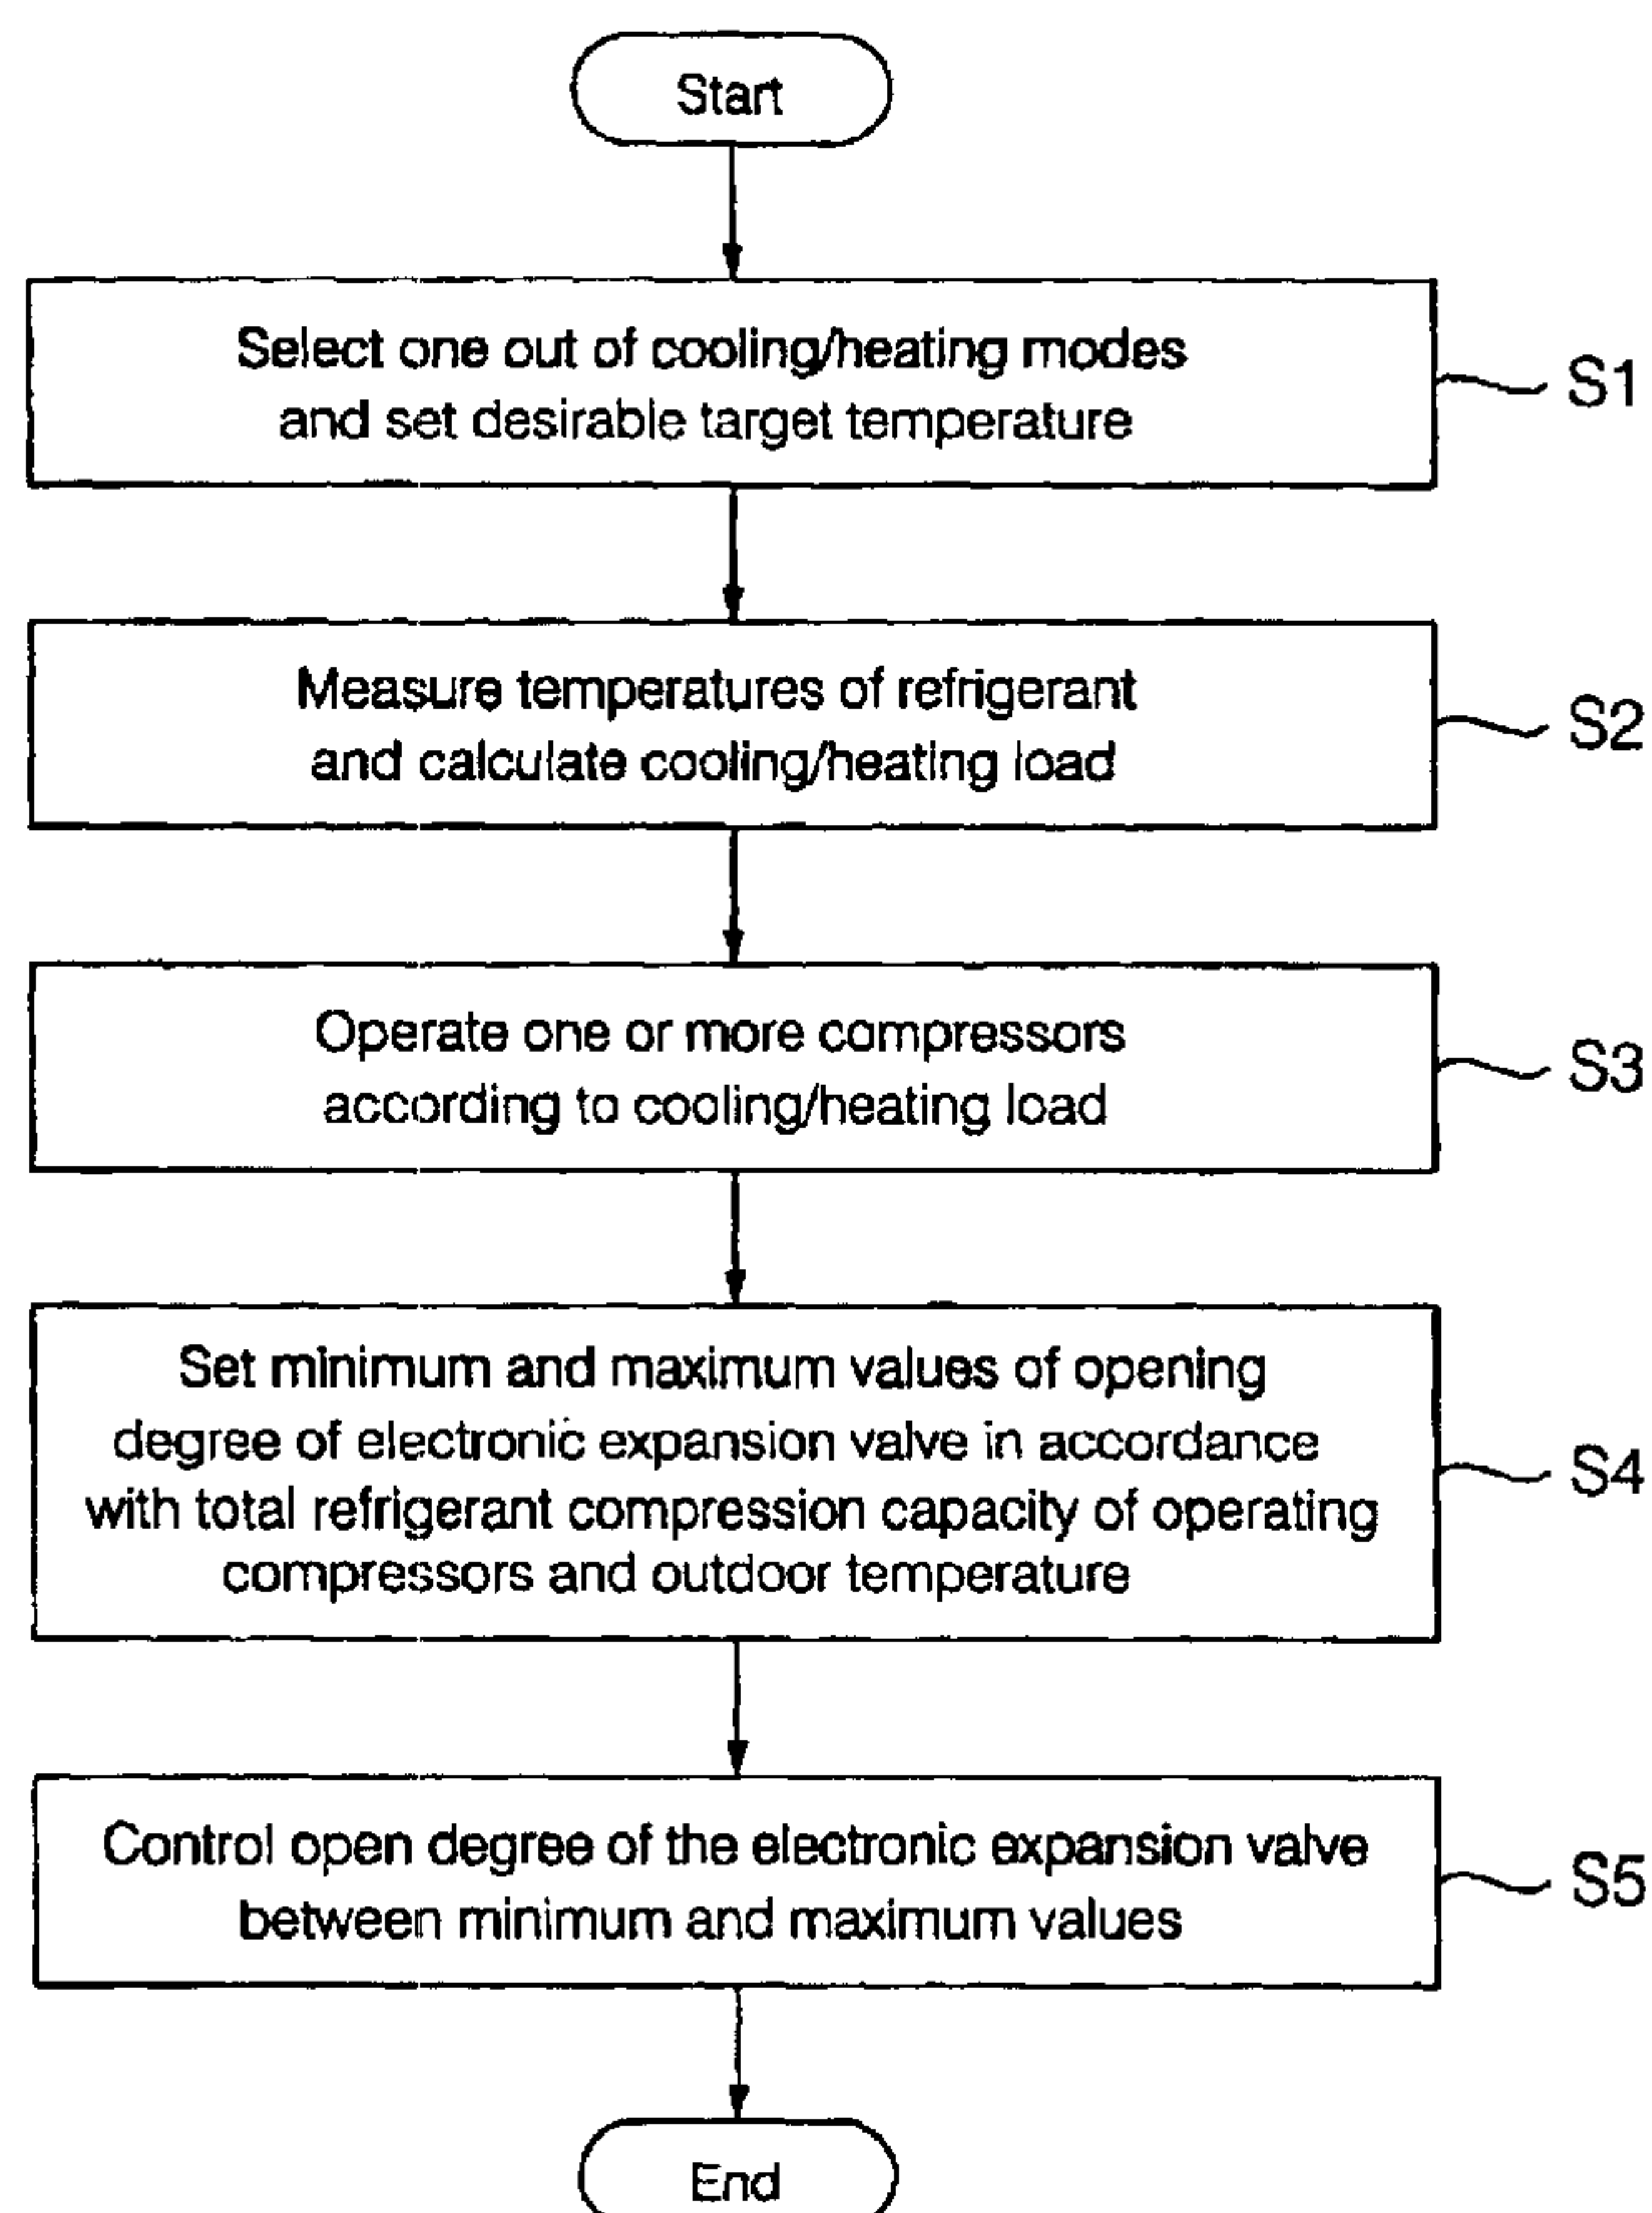 Start
Select one out of cooling/heating modes
and set desirable target temperature
S1
Measure temperatures of refrigerant
and calculate cooling/heating load
S2
Operate one or more compressors
according to cooling/heating load
S3
Set minimum and maximum values of opening
degree of electronic expansion valve in accordance
with total refrigerant compression capacity of operating
compressors and outdoor temperature
S4
Control open degree of the electronic expansion valve
between minimum and maximum values
S5
End